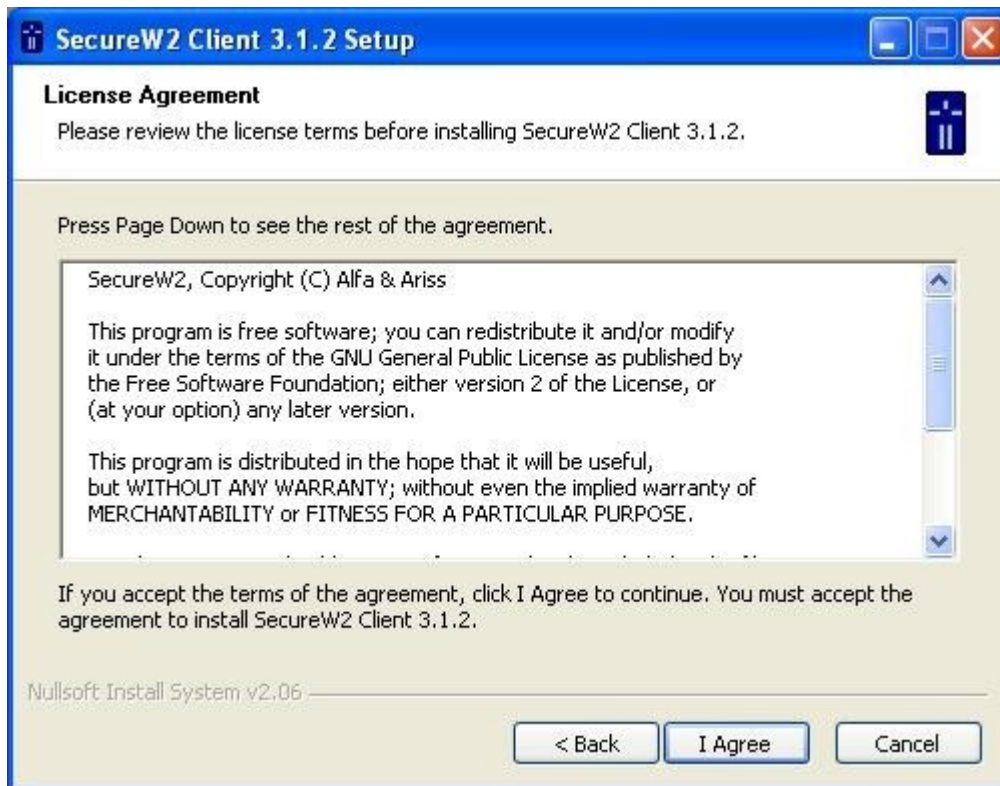 SecureW2 Client 3.1.2 Setup
License Agreement
Please review the license terms before installing SecureW2 Client 3.1.2.
Press Page Down to see the rest of the agreement.
SecureW2, Copyright (C) Alfa & Ariss
This program is free software; you can redistribute it and/or modify
it under the terms of the GNU General Public License as published by
the Free Software Foundation; either version 2 of the License, or
(at your option) any later version.
This program is distributed in the hope that it will be useful,
but WITHOUT ANY WARRANTY; without even the implied warranty of
MERCHANTABILITY or FITNESS FOR A PARTICULAR PURPOSE.
If you accept the terms of the agreement, click I Agree to continue. You must accept the
agreement to install SecureW2 Client 3.1.2.
Nullsoft Install System v2.06
< Back I Agree Cancel